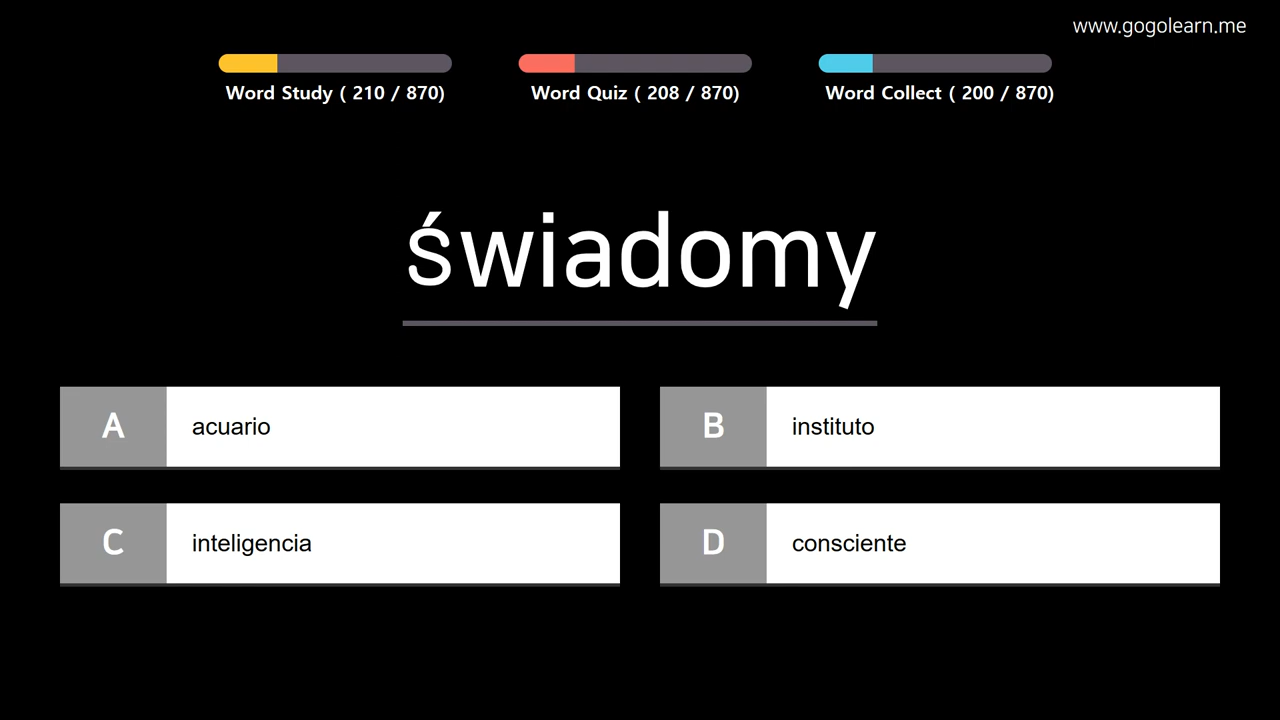 www.gogolearn.me
Word Study ( 210 / 870)
Word Quiz ( 208 / 870)
Word Collect ( 200 / 870)
świadomy
A
acuario
B
instituto
C
inteligencia
D
consciente